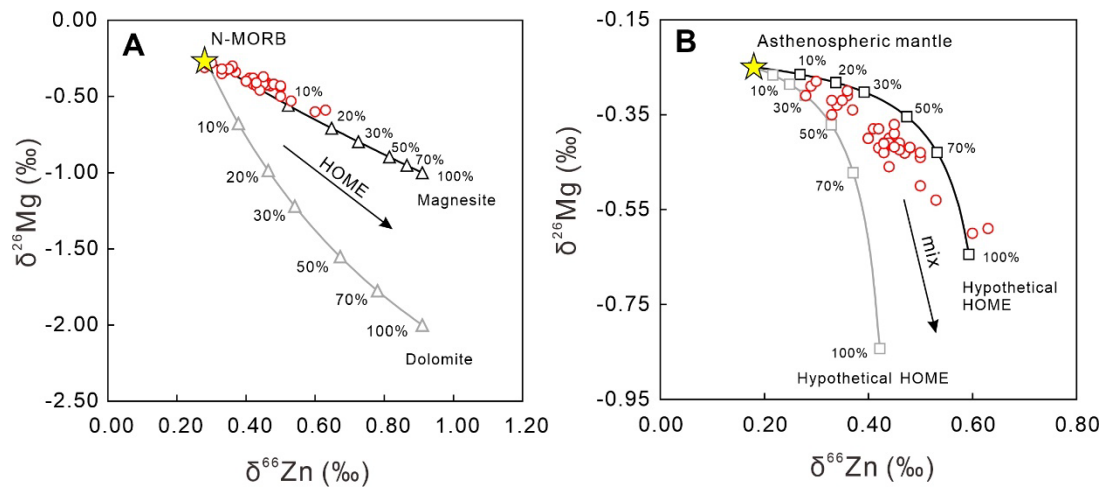 A
N-MORB
0.00
-0.50
-1.00
-1.50
-2.00
-2.50
δ²⁶Mg (‰)
10%
20%
30%
50%
70%
100%
Magnesite
HOME
10%
20%
30%
50%
70%
100%
Dolomite
0.00 0.20 0.40 0.60 0.80 1.00 1.20
δ⁶⁶Zn (‰)
B
Asthenospheric mantle
-0.15
-0.35
-0.55
-0.75
-0.95
δ²⁶Mg (‰)
10%
20%
30%
50%
70%
100%
Hypothetical
HOME
mix
10%
30%
50%
70%
100%
Hypothetical HOME
0.00 0.20 0.40 0.60 0.80
δ⁶⁶Zn (‰)